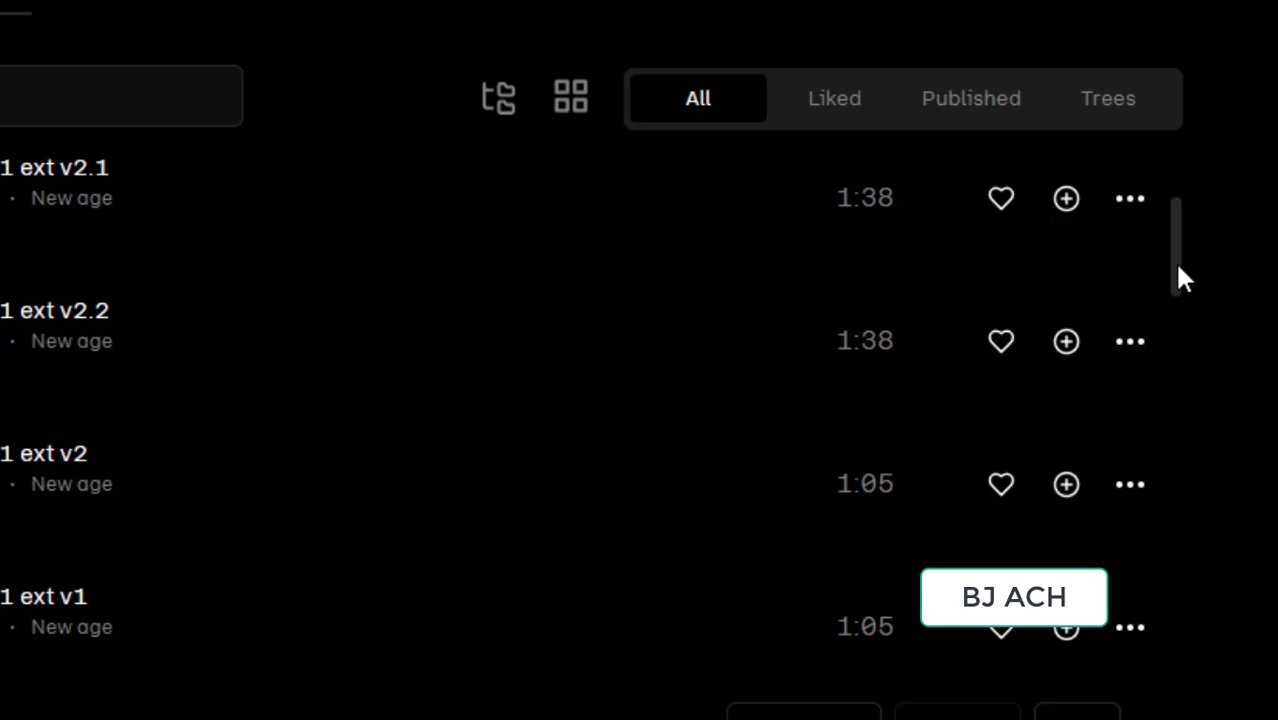 All Liked Published Trees
1 ext v2.1
· New age
1:38
1 ext v2.2
· New age
1:38
1 ext v2
· New age
1:05
1 ext v1
· New age
1:05
BJ ACH